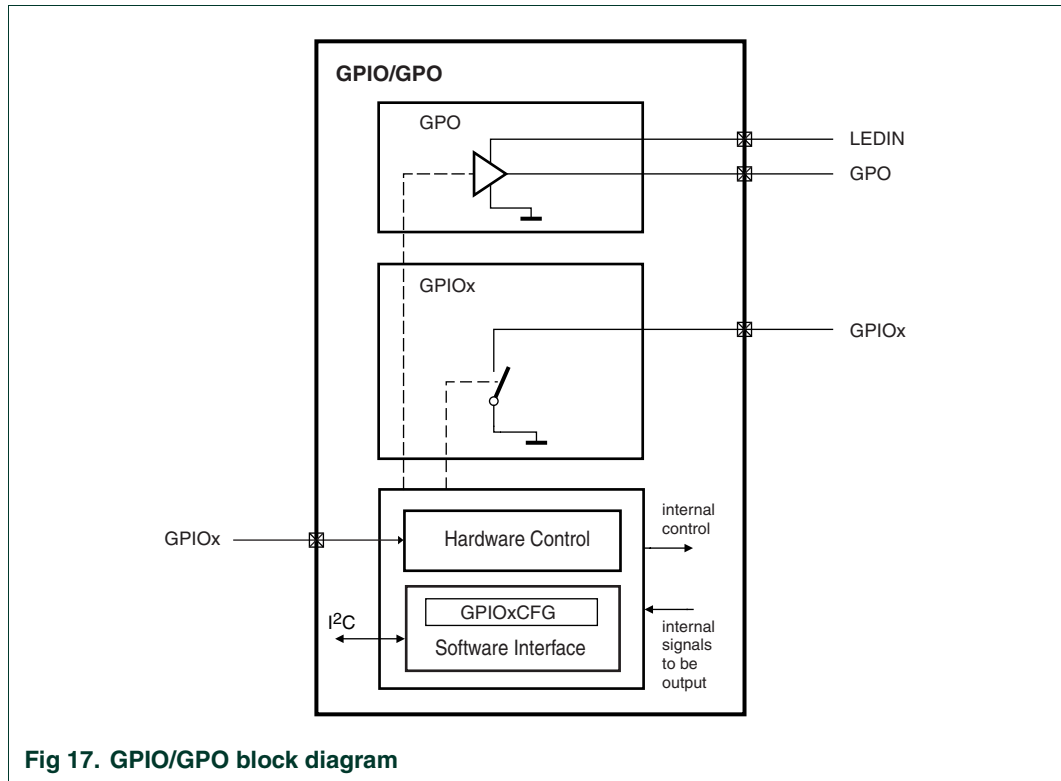 GPIO/GPO
GPO
LEDIN
GPO
GPIOx
GPIOx
internal
control
GPIOx
Hardware Control
GPIOxCFG
I²C
Software Interface
internal
signals
to be
output
Fig 17. GPIO/GPO block diagram